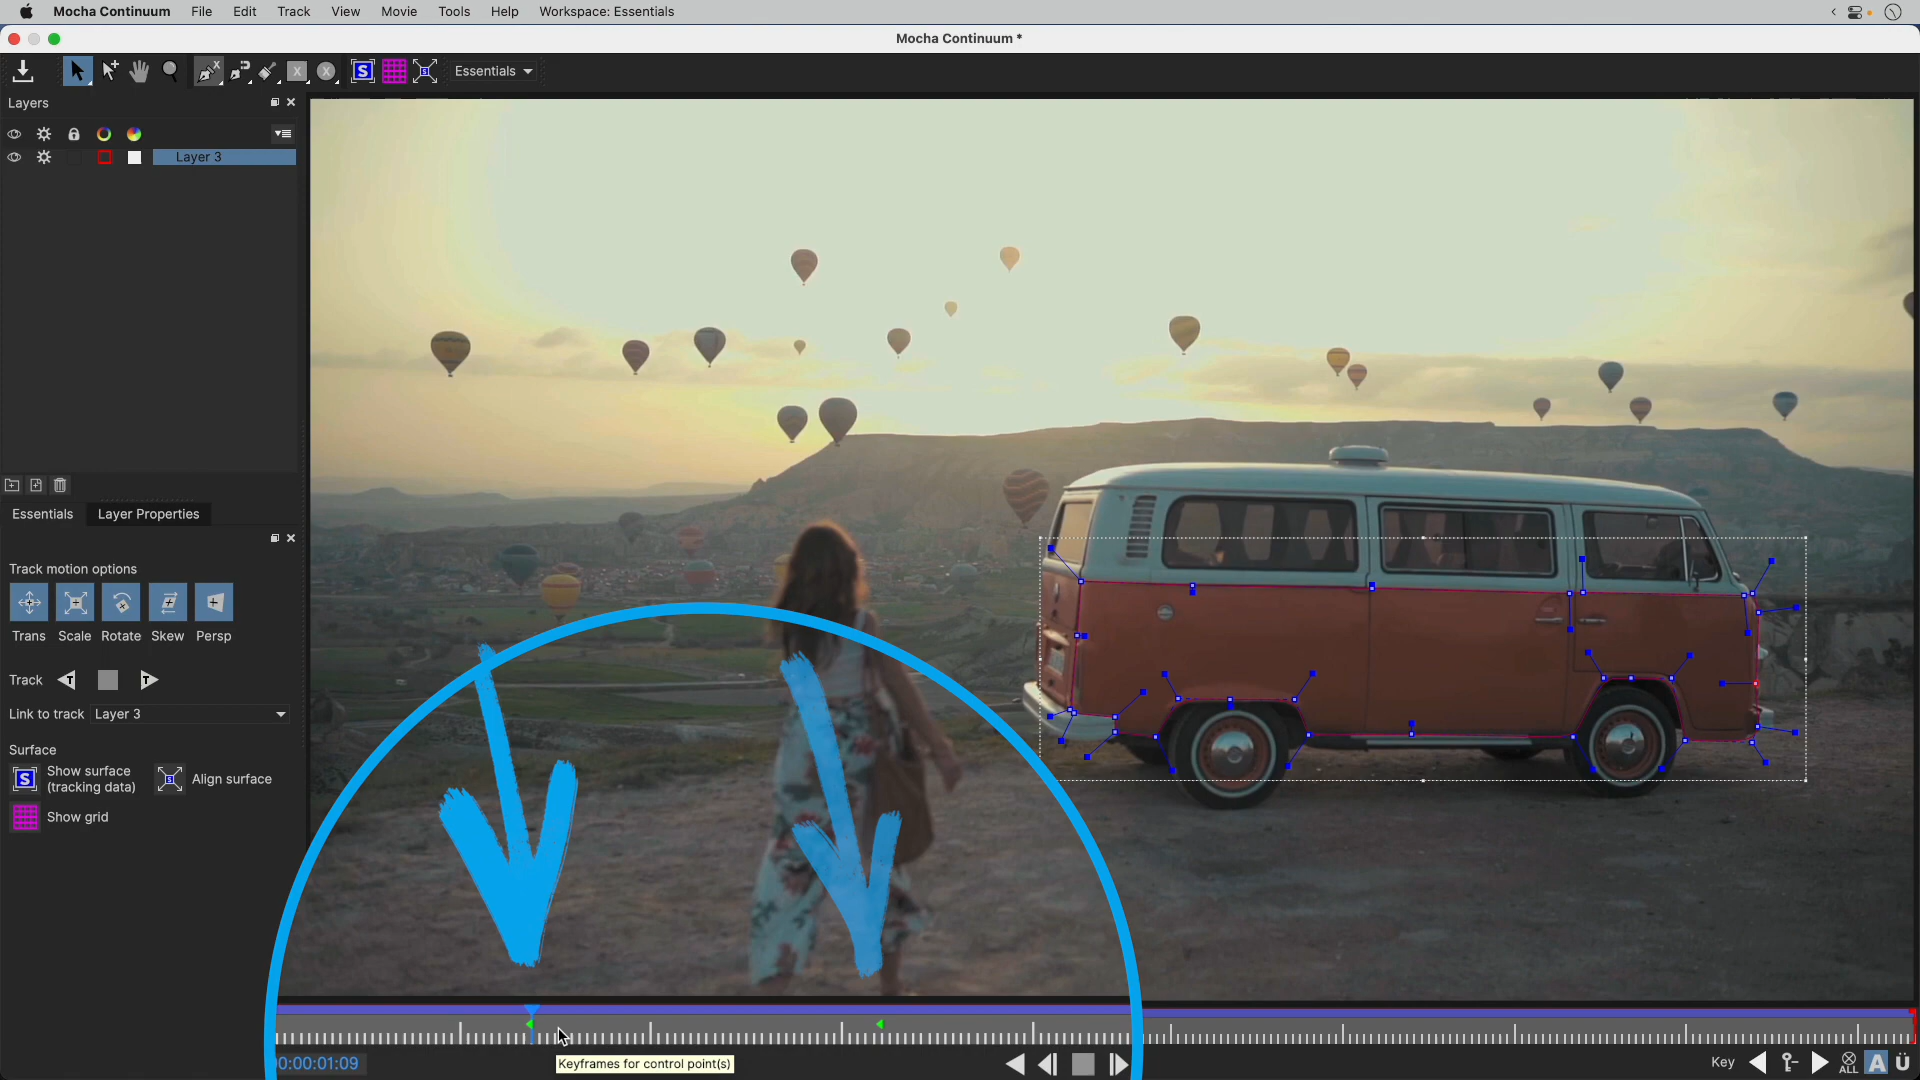 Mocha Continuum File Edit Track View Movie Tools Help Workspace: Essentials
Mocha Continuum *
Essentials
Layers
Layer 3
Essentials Layer Properties
Track motion options
Trans Scale Rotate Skew Persp
Track T T
Link to track Layer 3
Surface
S Show surface (tracking data) Align surface
Show grid
00:00:01:09
Keyframes for control point(s)
Key ALL A Ü